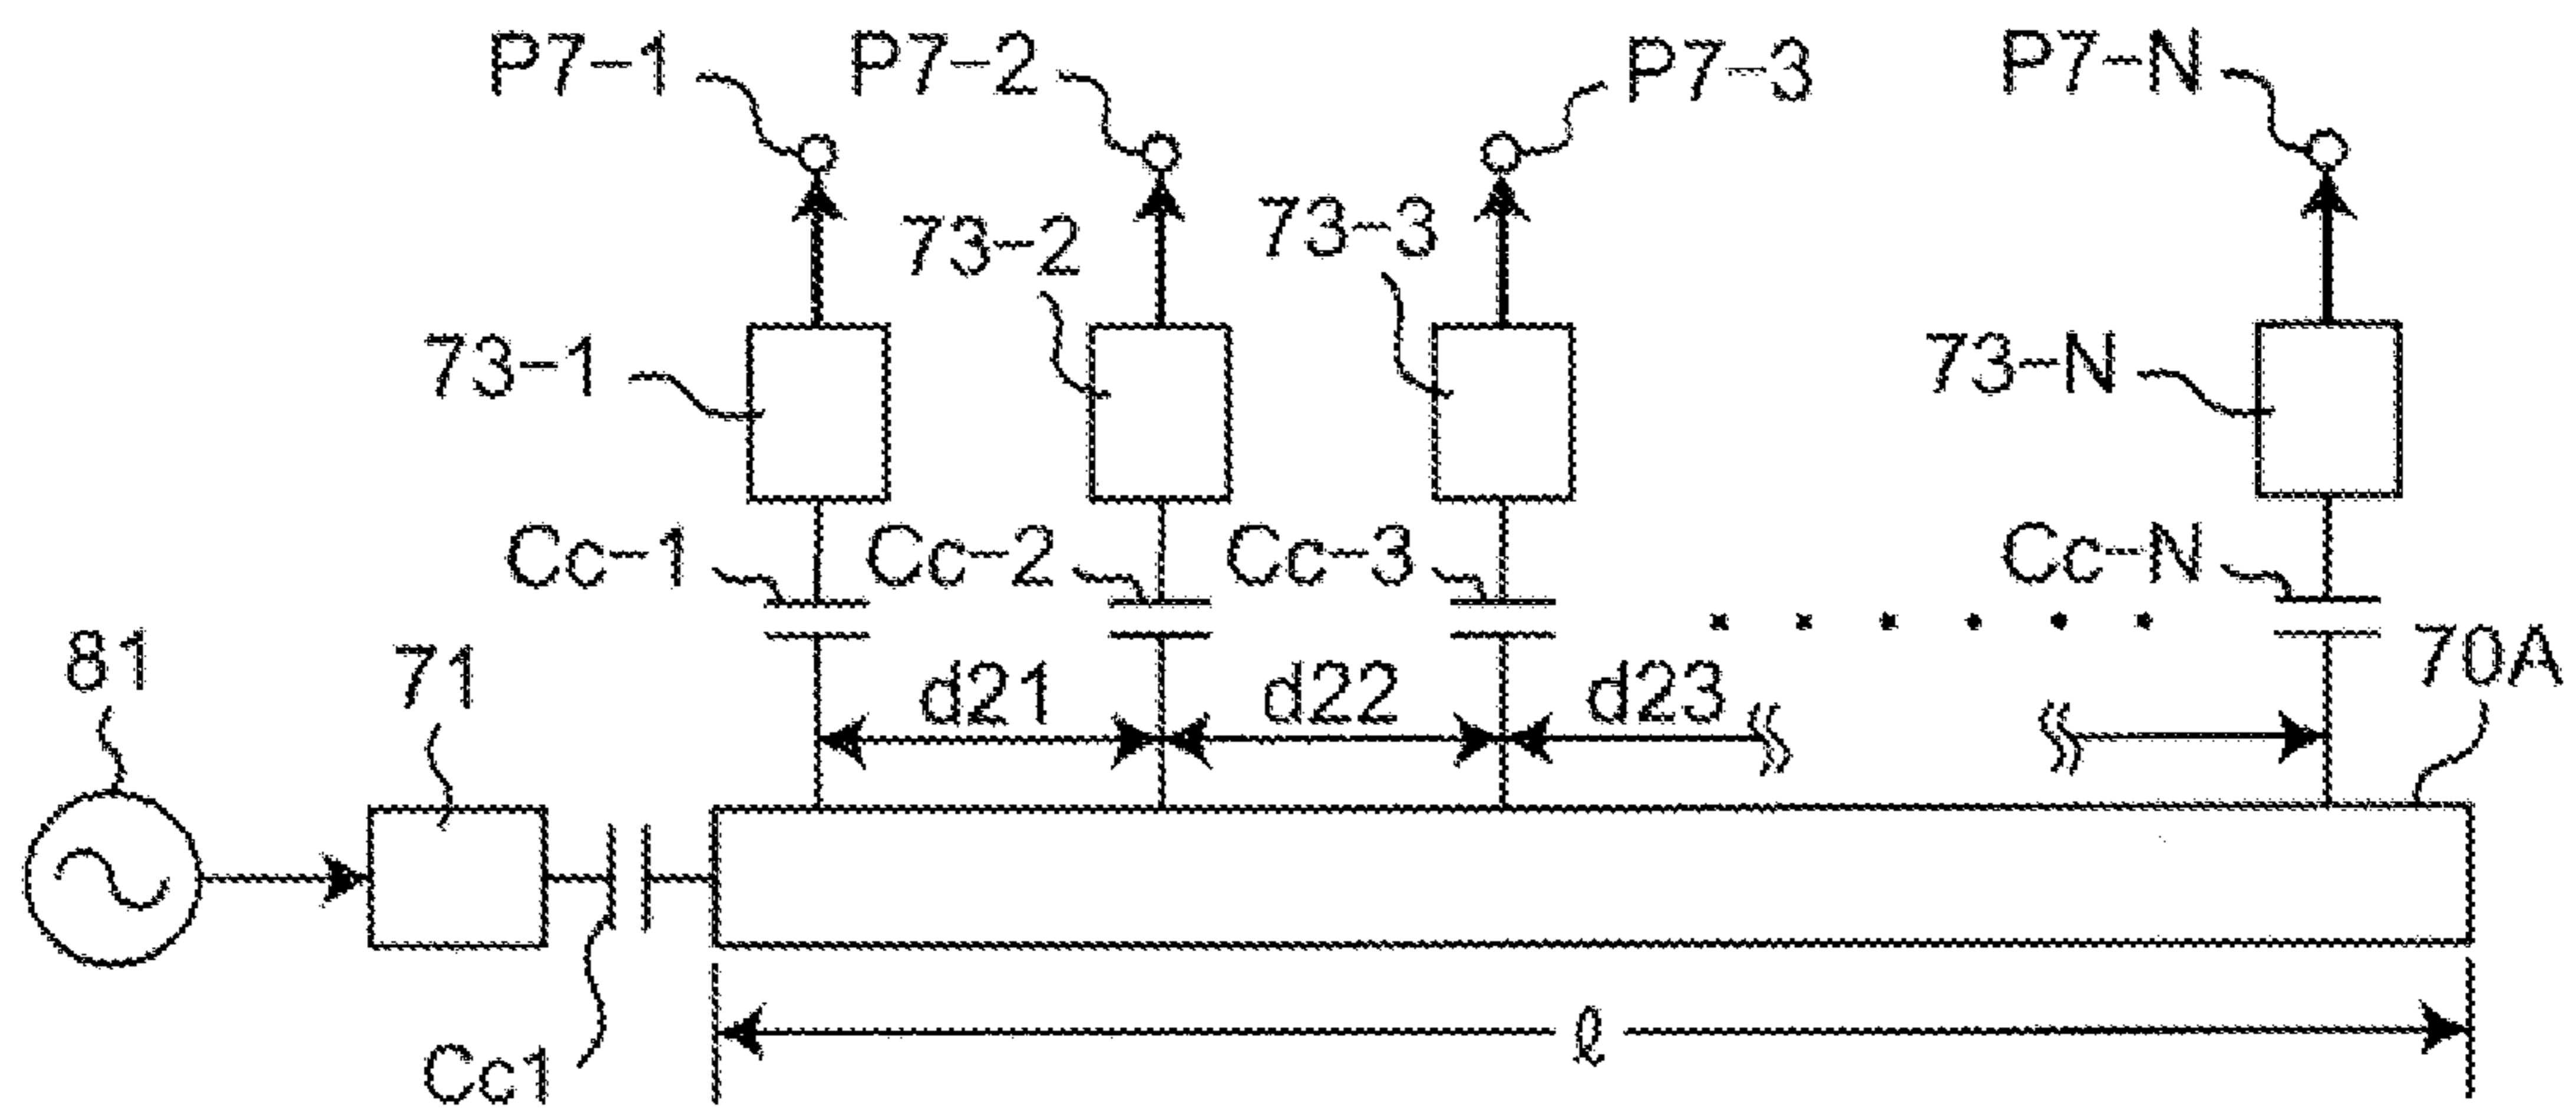 P7-1 P7-2 P7-3 P7-N
73-1 73-2 73-3 73-N
Cc-1 Cc-2 Cc-3 Cc-N
81 71 d21 d22 d23 70A
Cc1 ℓ